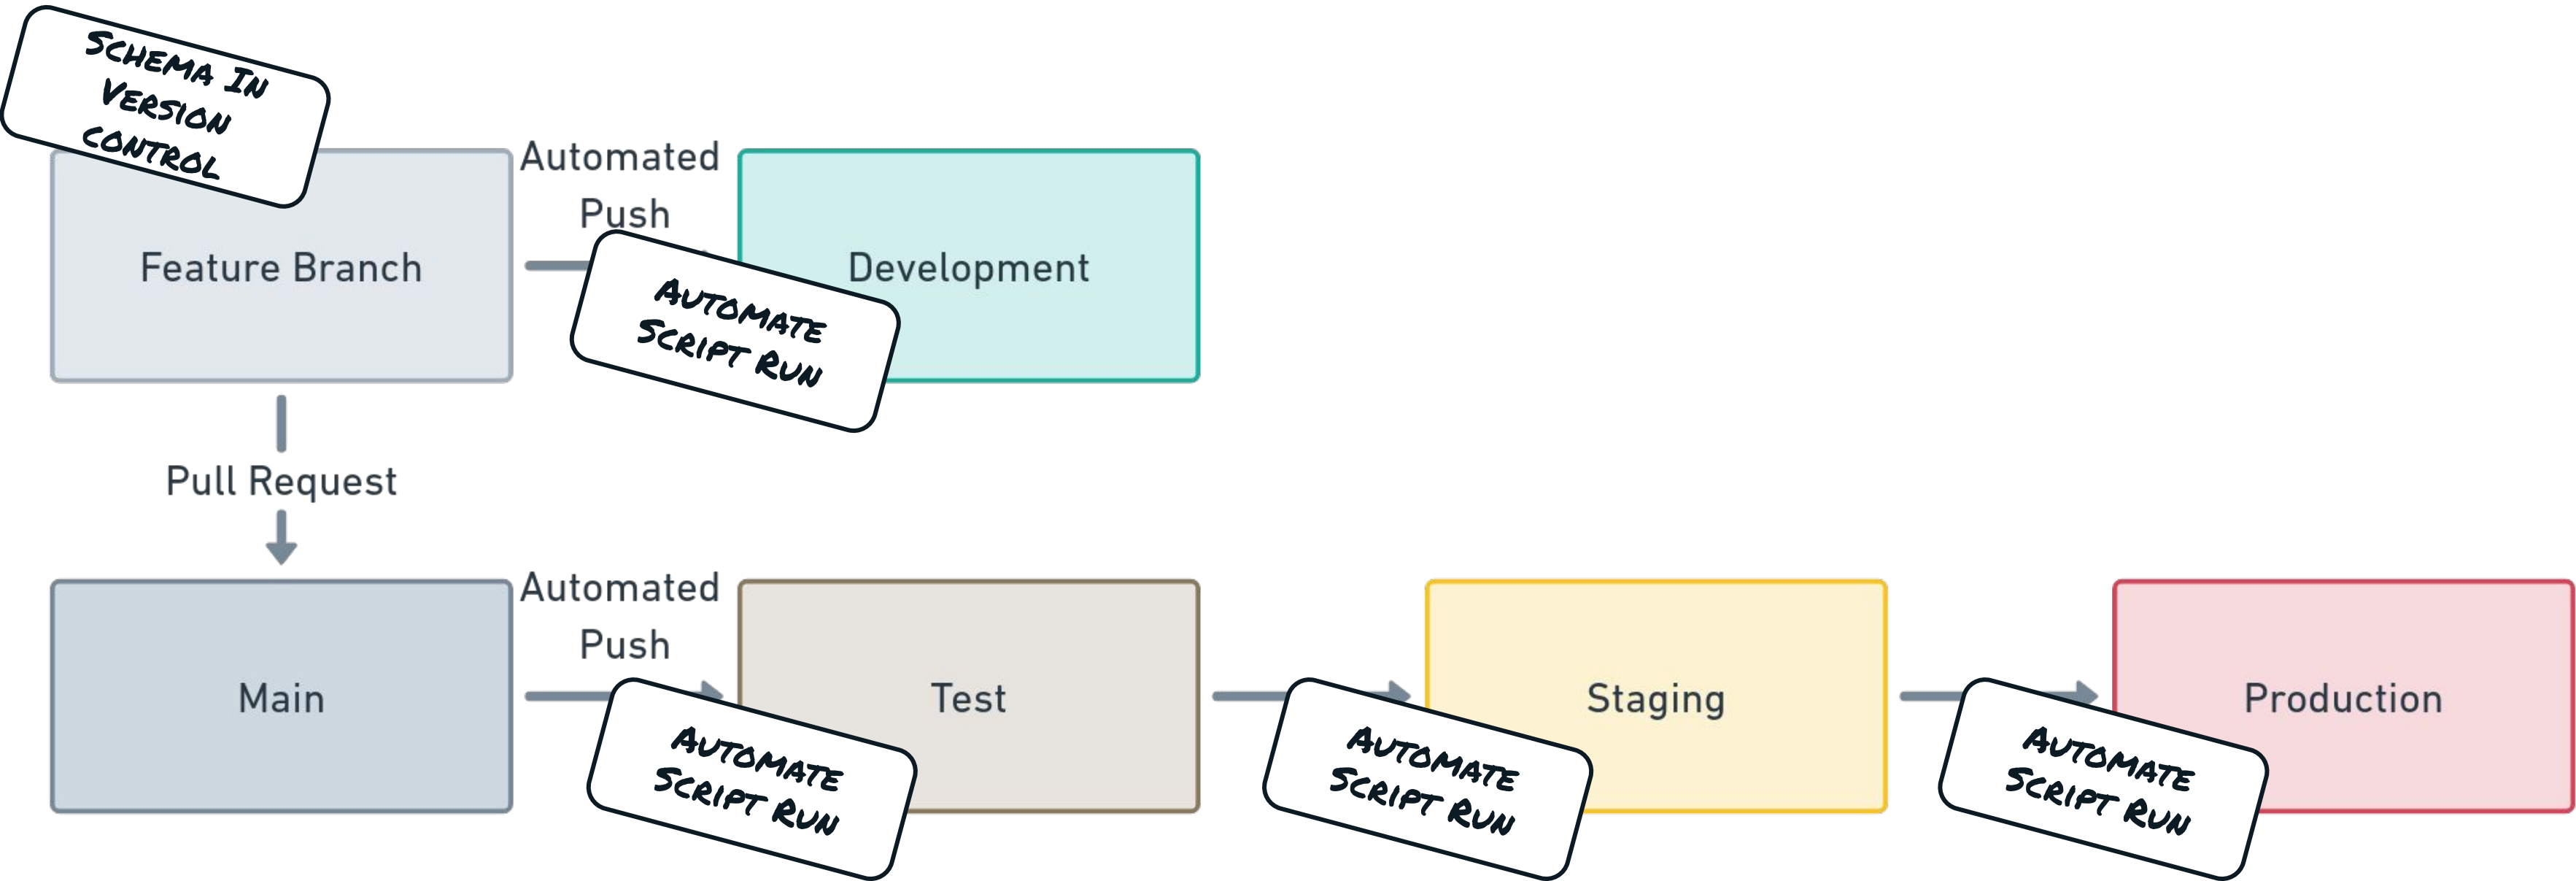 Schema In
Version
control
Automated
Push
Feature Branch
Development
Automate
Script Run
Pull Request
Automated
Push
Main
Test
Staging
Production
Automate
Script Run
Automate
Script Run
Automate
Script Run